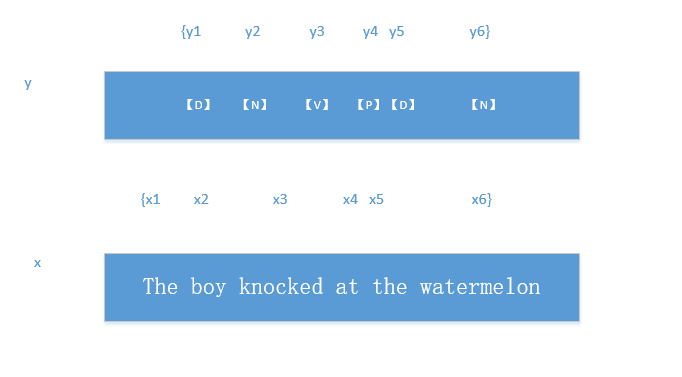 {y1 y2 y3 y4 y5 y6}
y
【D】 【N】 【V】 【P】【D】 【N】
{x1 x2 x3 x4 x5 x6}
x
The boy knocked at the watermelon